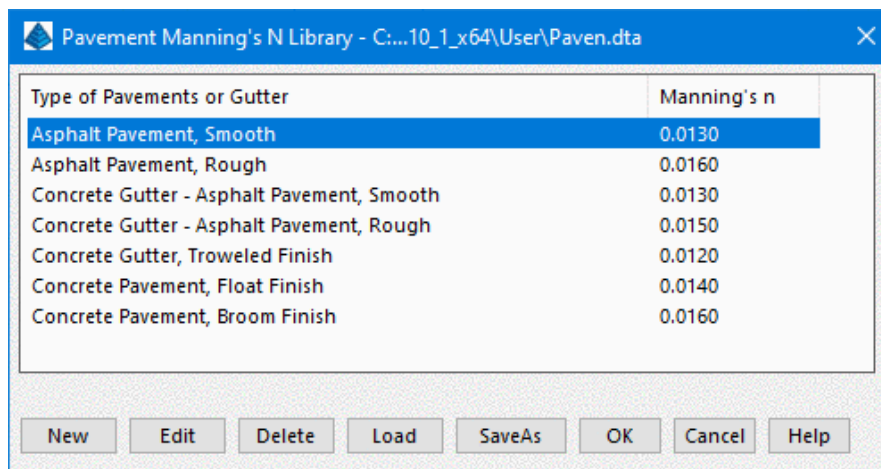 Pavement Manning's N Library - C:...10_1_x64\User\Paven.dta
Type of Pavements or Gutter Manning's n
Asphalt Pavement, Smooth 0.0130
Asphalt Pavement, Rough 0.0160
Concrete Gutter - Asphalt Pavement, Smooth 0.0130
Concrete Gutter - Asphalt Pavement, Rough 0.0150
Concrete Gutter, Troweled Finish 0.0120
Concrete Pavement, Float Finish 0.0140
Concrete Pavement, Broom Finish 0.0160
New Edit Delete Load SaveAs OK Cancel Help